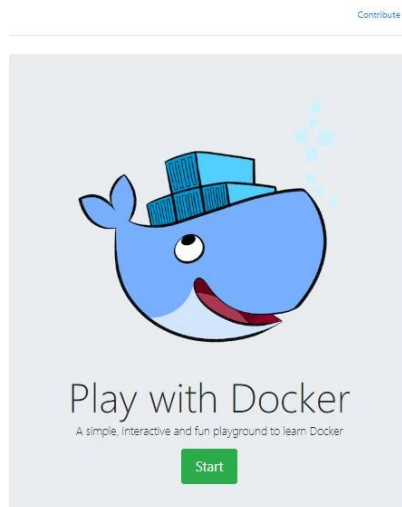 Contribute
Play with Docker
A simple, interactive and fun playground to learn Docker
Start